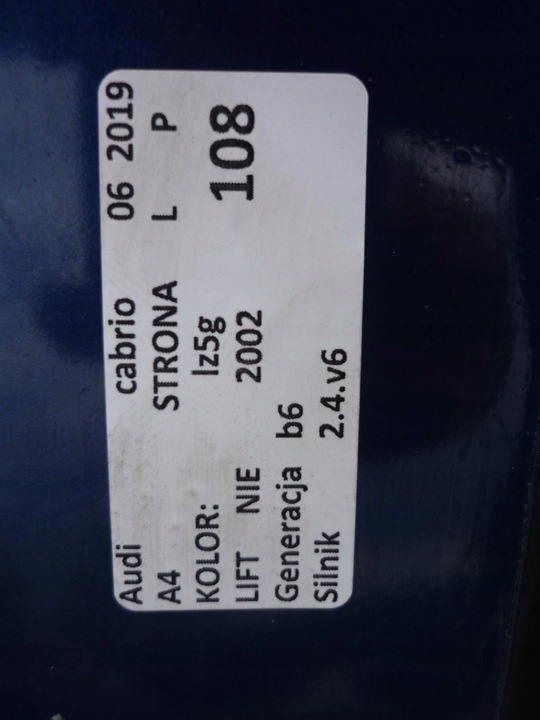 Audi cabrio 06 2019
A4 STRONA L P
KOLOR: lz5g 108
LIFT NIE 2002
Generacja b6
Silnik 2.4.v6